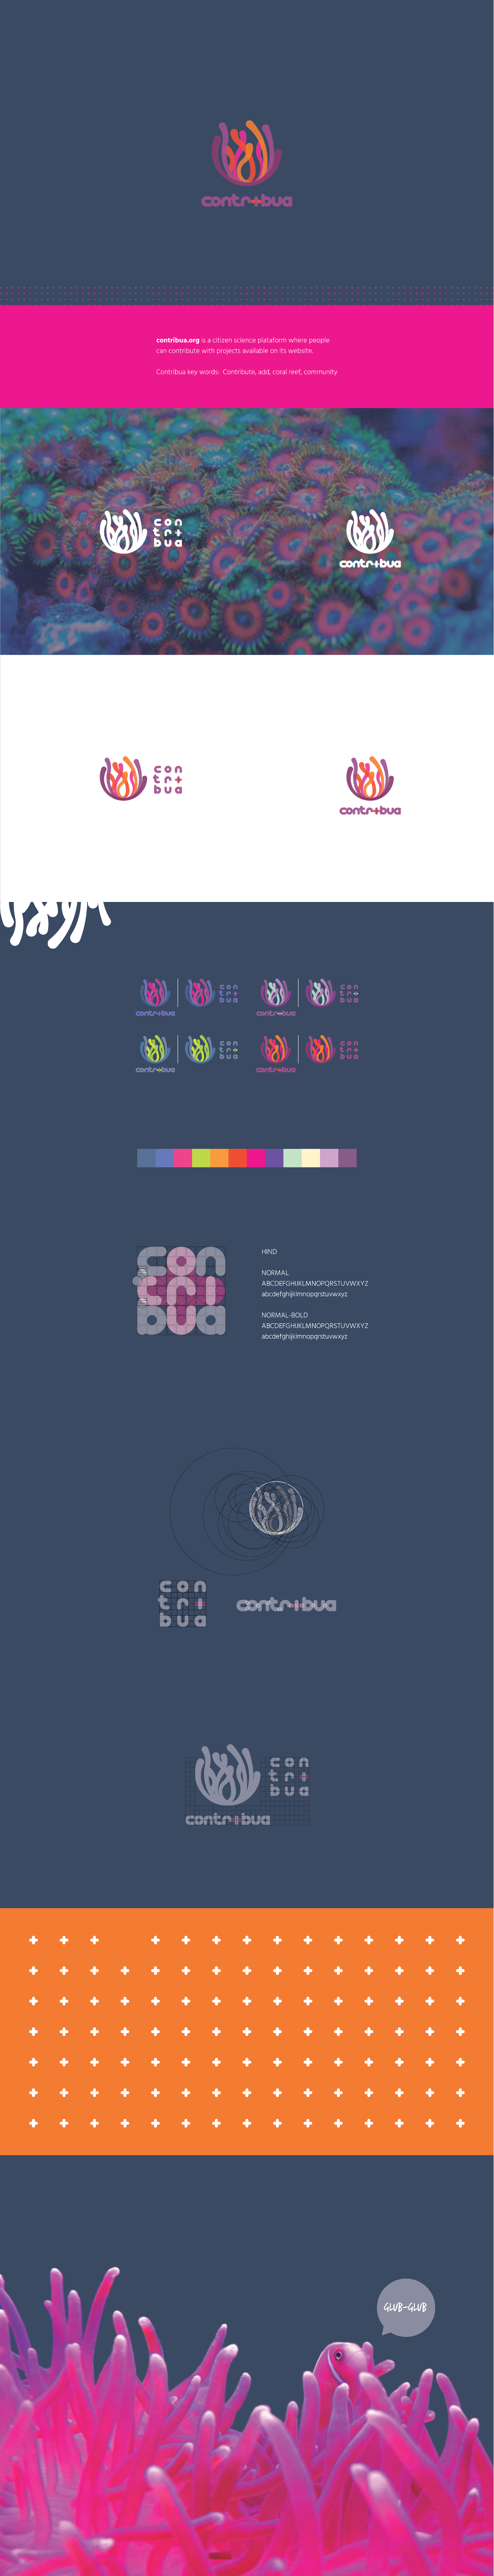 contr+bua
contribua.org is a citizen science plataform where people
can contribute with projects available on its website.
Contribua key words: Contribute, add, coral reef, community
con
tr+
bua
contr+bua
con
tr+
bua
contr+bua
con
tr+
bua
con
tr+
bua
contr+bua
contr+bua
con
tr+
bua
con
tr+
bua
contr+bua
contr+bua
con
tri
bua
HIND
NORMAL
ABCDEFGHIJKLMNOPQRSTUVWXYZ
abcdefghijklmnopqrstuvwxyz
NORMAL-BOLD
ABCDEFGHIJKLMNOPQRSTUVWXYZ
abcdefghijklmnopqrstuvwxyz
con
tr+
bua
contr+bua
con
tr+
bua
contr+bua
GLUB-GLUB